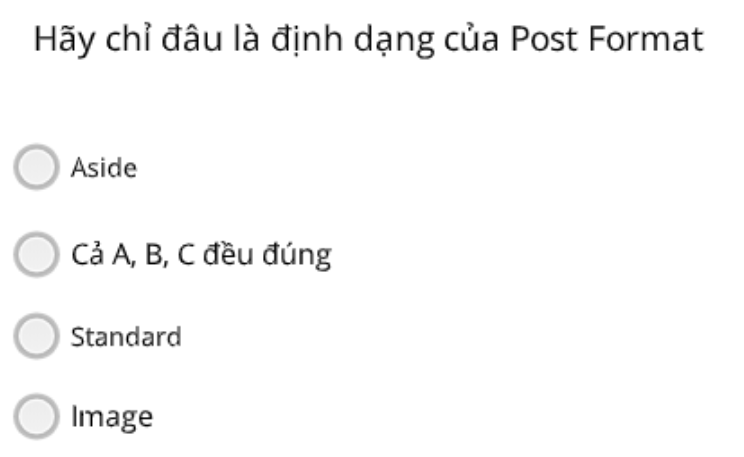 Hãy chỉ đâu là định dạng của Post Format
Aside
Cả A, B, C đều đúng
Standard
Image